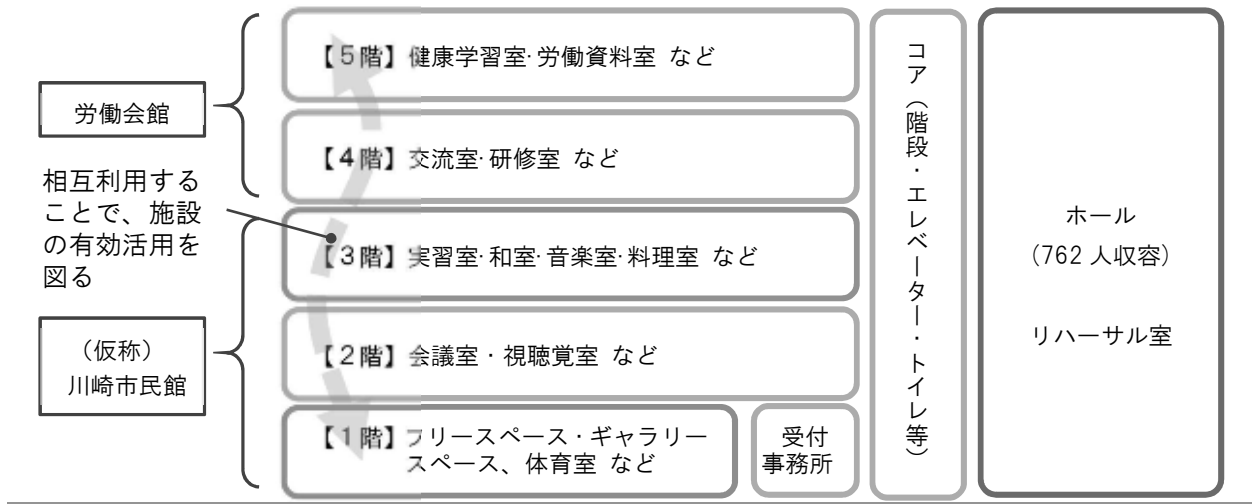 労働会館
相互利用する
ことで、施設
の有効活用を
図る
（仮称）
川崎市民館
【5階】健康学習室・労働資料室 など
【4階】交流室・研修室 など
【3階】実習室・和室・音楽室・料理室 など
【2階】会議室・視聴覚室 など
【1階】フリースペース・ギャラリー
スペース、体育室 など
受付
事務所
コア（階段・エレベーター・トイレ等）
ホール
（762人収容）
リハーサル室